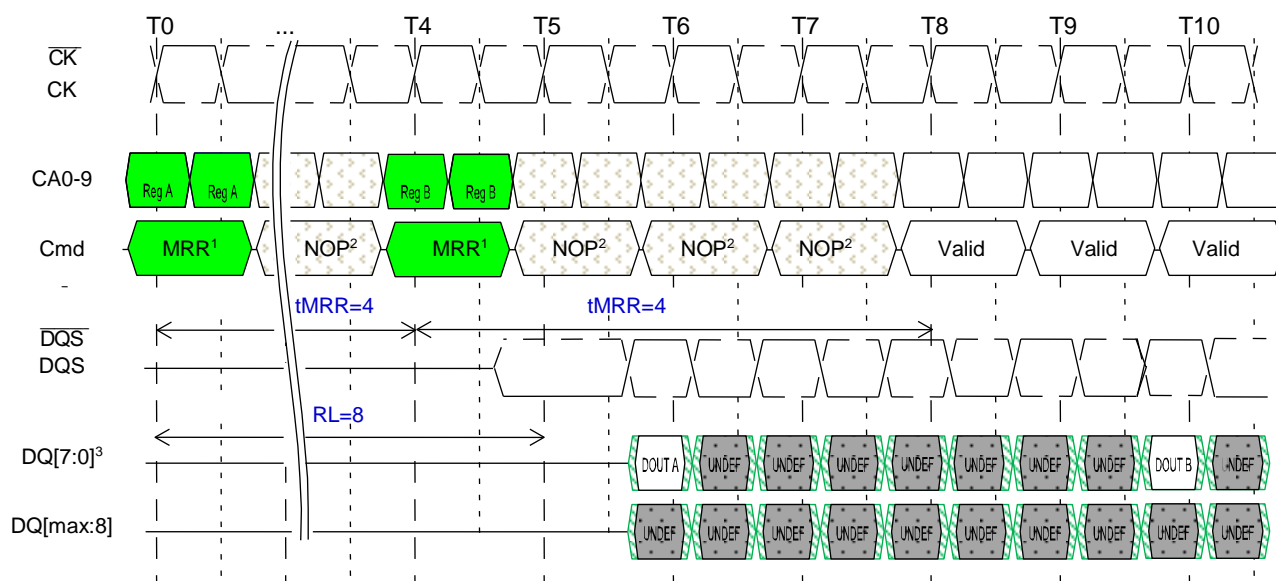 T0 ... T4 T5 T6 T7 T8 T9 T10
CK
CK
CA0-9 Reg A Reg A Reg B Reg B
Cmd MRR¹ NOP² MRR¹ NOP² NOP² NOP² Valid Valid Valid
tMRR=4 tMRR=4
DQS
DQS
RL=8
DQ[7:0]³ DOUT A UNDEF UNDEF UNDEF UNDEF UNDEF UNDEF UNDEF DOUT B UNDEF
DQ[max:8] UNDEF UNDEF UNDEF UNDEF UNDEF UNDEF UNDEF UNDEF UNDEF UNDEF